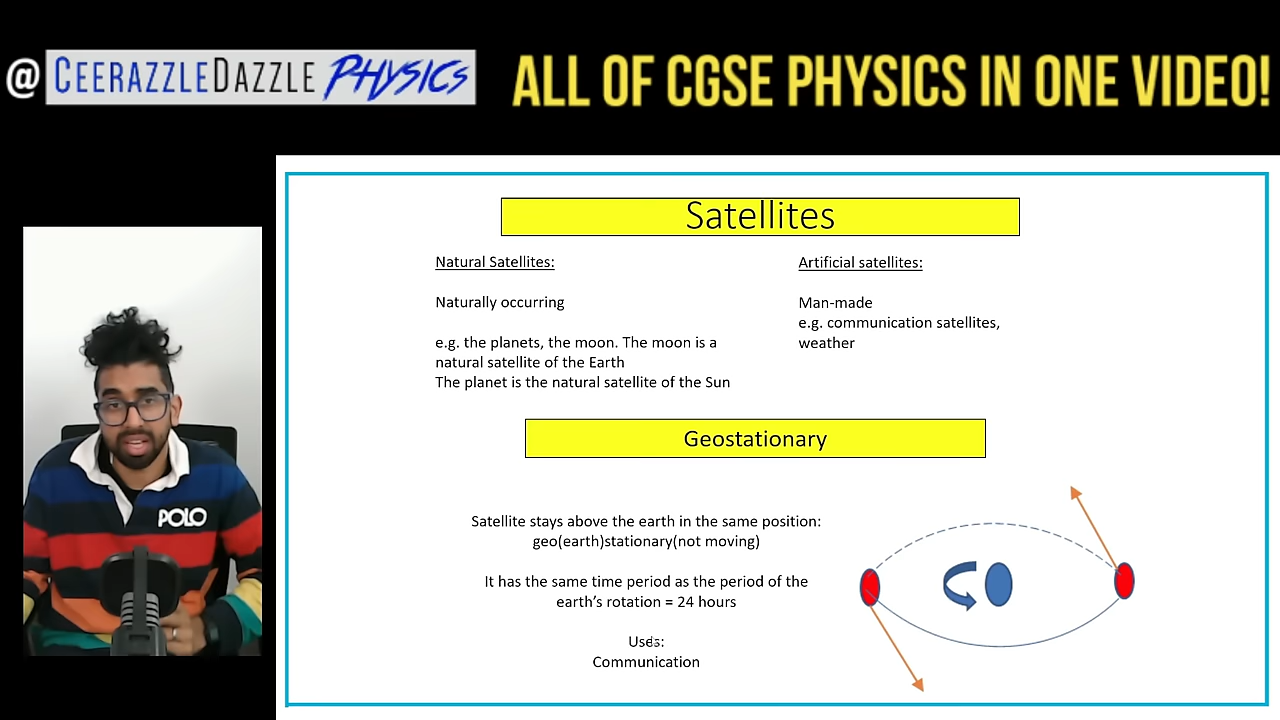 @ CEERAZZLEDAZZLE PHYSICS
ALL OF CGSE PHYSICS IN ONE VIDEO!
Satellites
Natural Satellites:
Naturally occurring
e.g. the planets, the moon. The moon is a
natural satellite of the Earth
The planet is the natural satellite of the Sun
Artificial satellites:
Man-made
e.g. communication satellites,
weather
Geostationary
Satellite stays above the earth in the same position:
geo(earth)stationary(not moving)
It has the same time period as the period of the
earth's rotation = 24 hours
Uses:
Communication
POLO